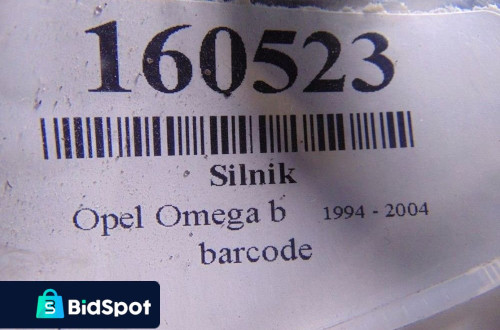 160523
Silnik
Opel Omega b 1994 - 2004
barcode
S BidSpot